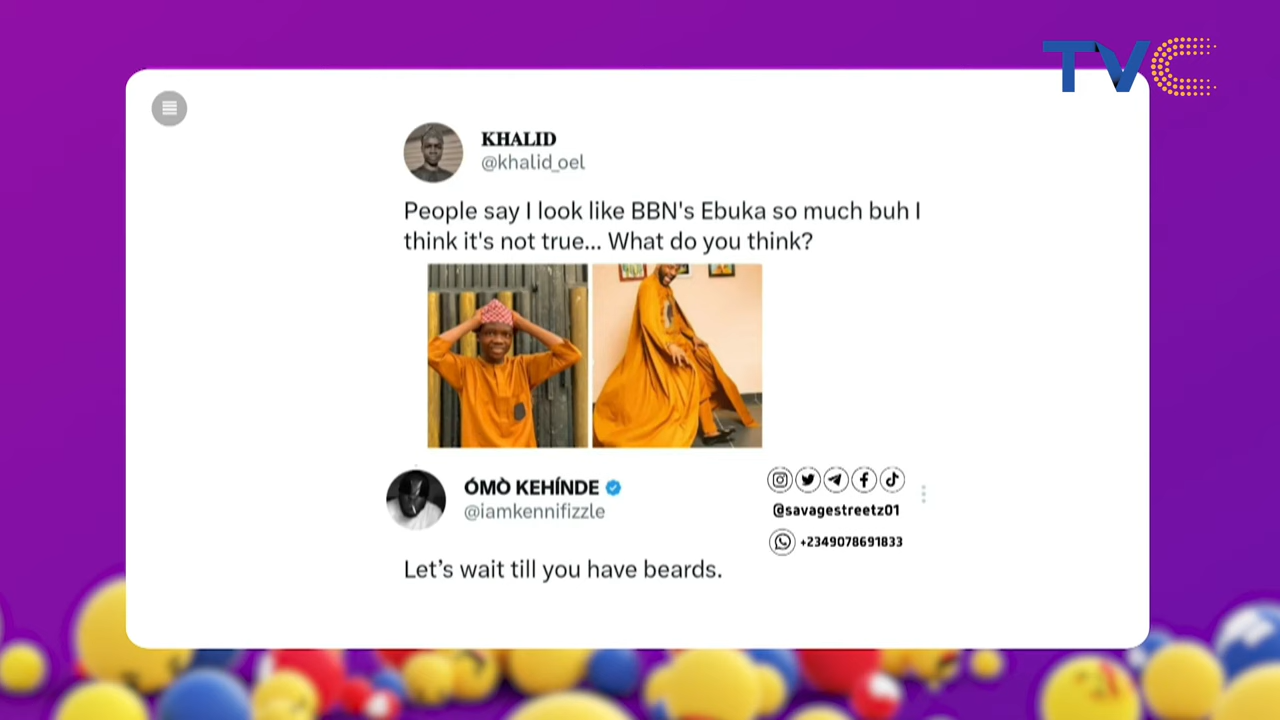 TVC
KHALID
@khalid_oel
People say I look like BBN's Ebuka so much buh I
think it's not true... What do you think?
ÓMÒ KEHÍNDE
@iamkennifizzle
@savagestreetz01
+2349078691833
Let’s wait till you have beards.